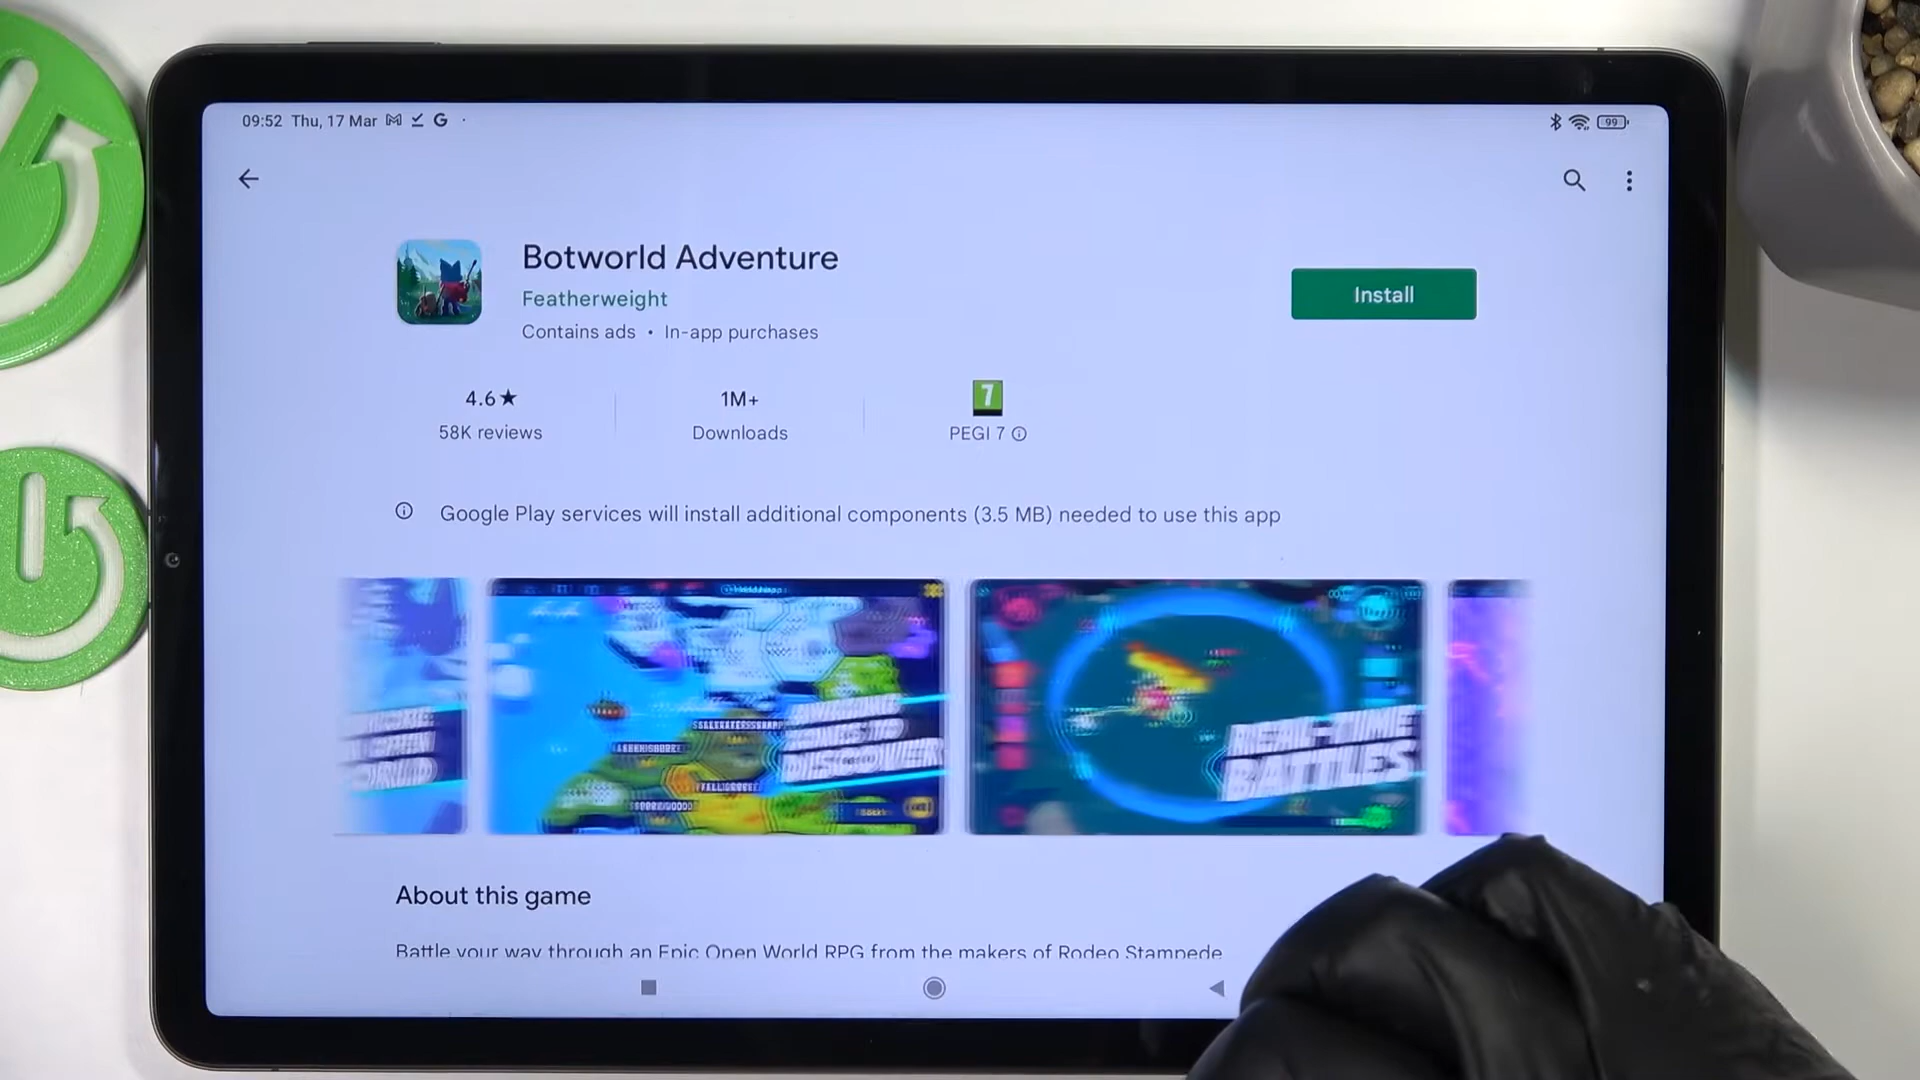 09:52 Thu, 17 Mar
99
Botworld Adventure
Featherweight
Contains ads • In-app purchases
Install
4.6★
58K reviews
1M+
Downloads
7
PEGI 7
Google Play services will install additional components (3.5 MB) needed to use this app
DISCOVER
REAL-TIME
BATTLES
About this game
Battle your way through an Epic Open World RPG from the makers of Rodeo Stampede